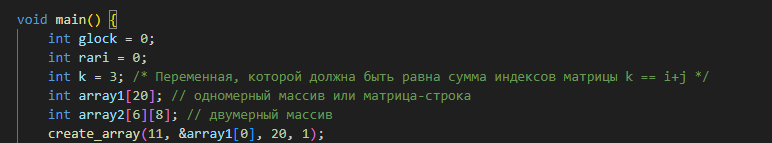 void main() {
int glock = 0;
int rari = 0;
int k = 3; /* Переменная, которой должна быть равна сумма индексов матрицы k == i+j */
int array1[20]; // одномерный массив или матрица-строка
int array2[6][8]; // двумерный массив
create_array(11, &array1[0], 20, 1);